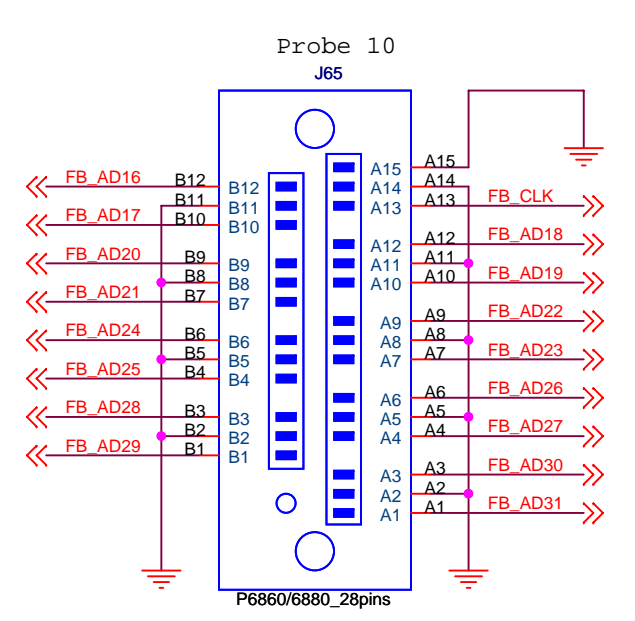 Probe 10
J65
A15 A15
FB_AD16 B12 B12 A14 A14
B11 B11 A13 A13 FB_CLK
FB_AD17 B10 B10
A12 A12 FB_AD18
FB_AD20 B9 B9 A11 A11
B8 B8 A10 A10 FB_AD19
FB_AD21 B7 B7
A9 A9 FB_AD22
FB_AD24 B6 B6 A8 A8
B5 B5 A7 A7 FB_AD23
FB_AD25 B4 B4
A6 A6 FB_AD26
FB_AD28 B3 B3 A5 A5
B2 B2 A4 A4 FB_AD27
FB_AD29 B1 B1
A3 A3 FB_AD30
A2 A2
A1 A1 FB_AD31
P6860/6880_28pins